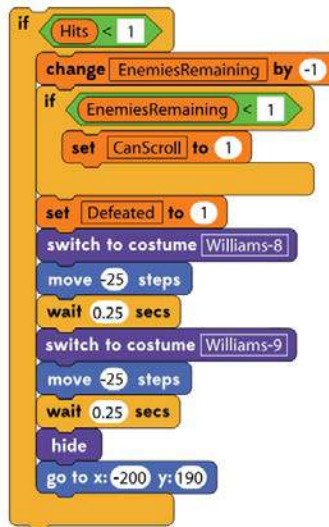 if Hits < 1
change EnemiesRemaining by -1
if EnemiesRemaining < 1
set CanScroll to 1
set Defeated to 1
switch to costume Williams-8
move -25 steps
wait 0.25 secs
switch to costume Williams-9
move -25 steps
wait 0.25 secs
hide
go to x: -200 y: 190